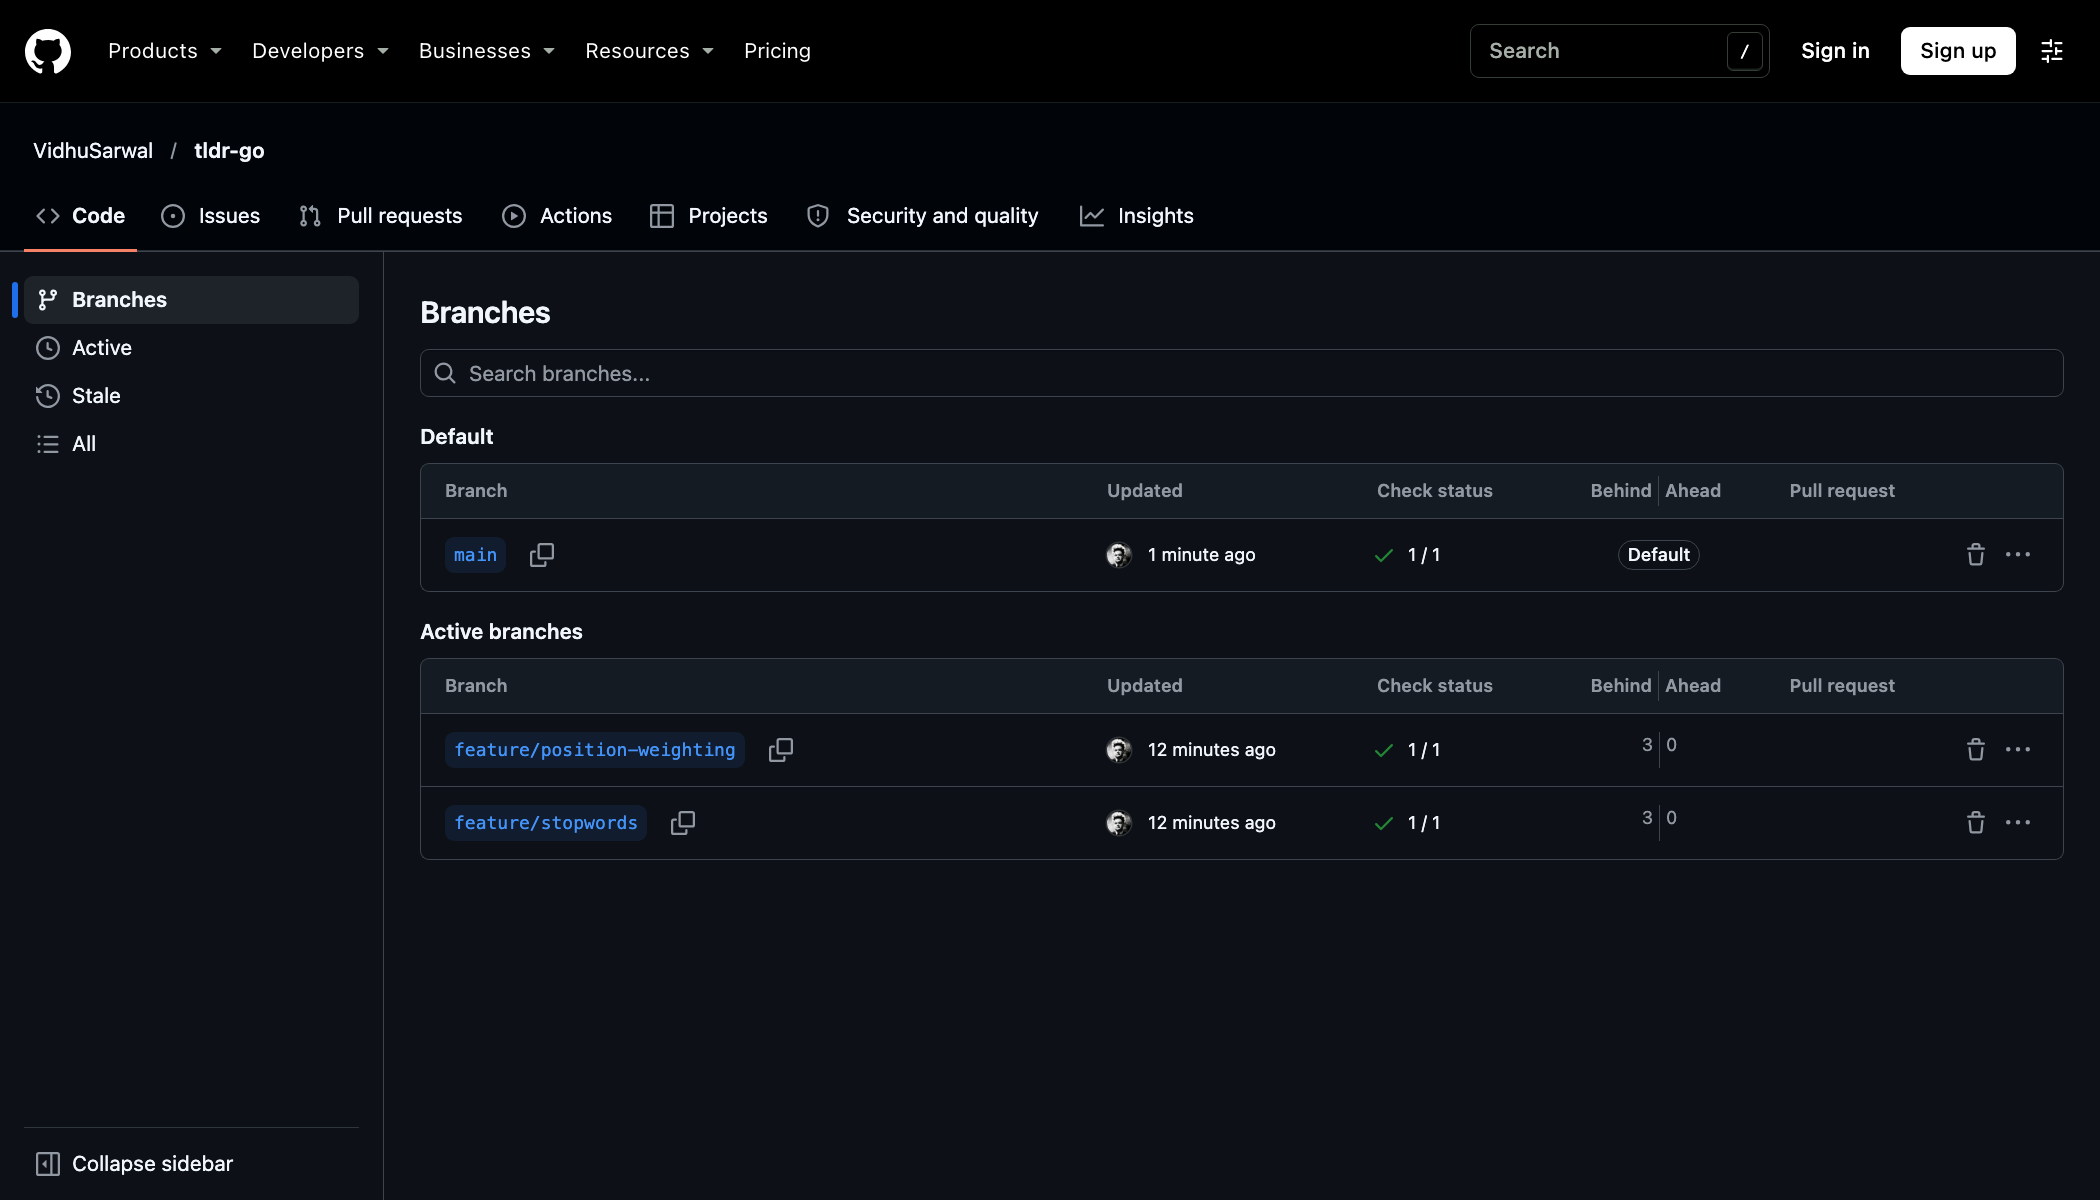 Products Developers Businesses Resources Pricing Search / Sign in Sign up
VidhuSarwal / tldr-go
Code Issues Pull requests Actions Projects Security and quality Insights
Branches
Active
Stale
All
Collapse sidebar
Branches
Search branches...
Default
Branch Updated Check status Behind Ahead Pull request
main 1 minute ago 1 / 1 Default
Active branches
Branch Updated Check status Behind Ahead Pull request
feature/position-weighting 12 minutes ago 1 / 1 3 0
feature/stopwords 12 minutes ago 1 / 1 3 0